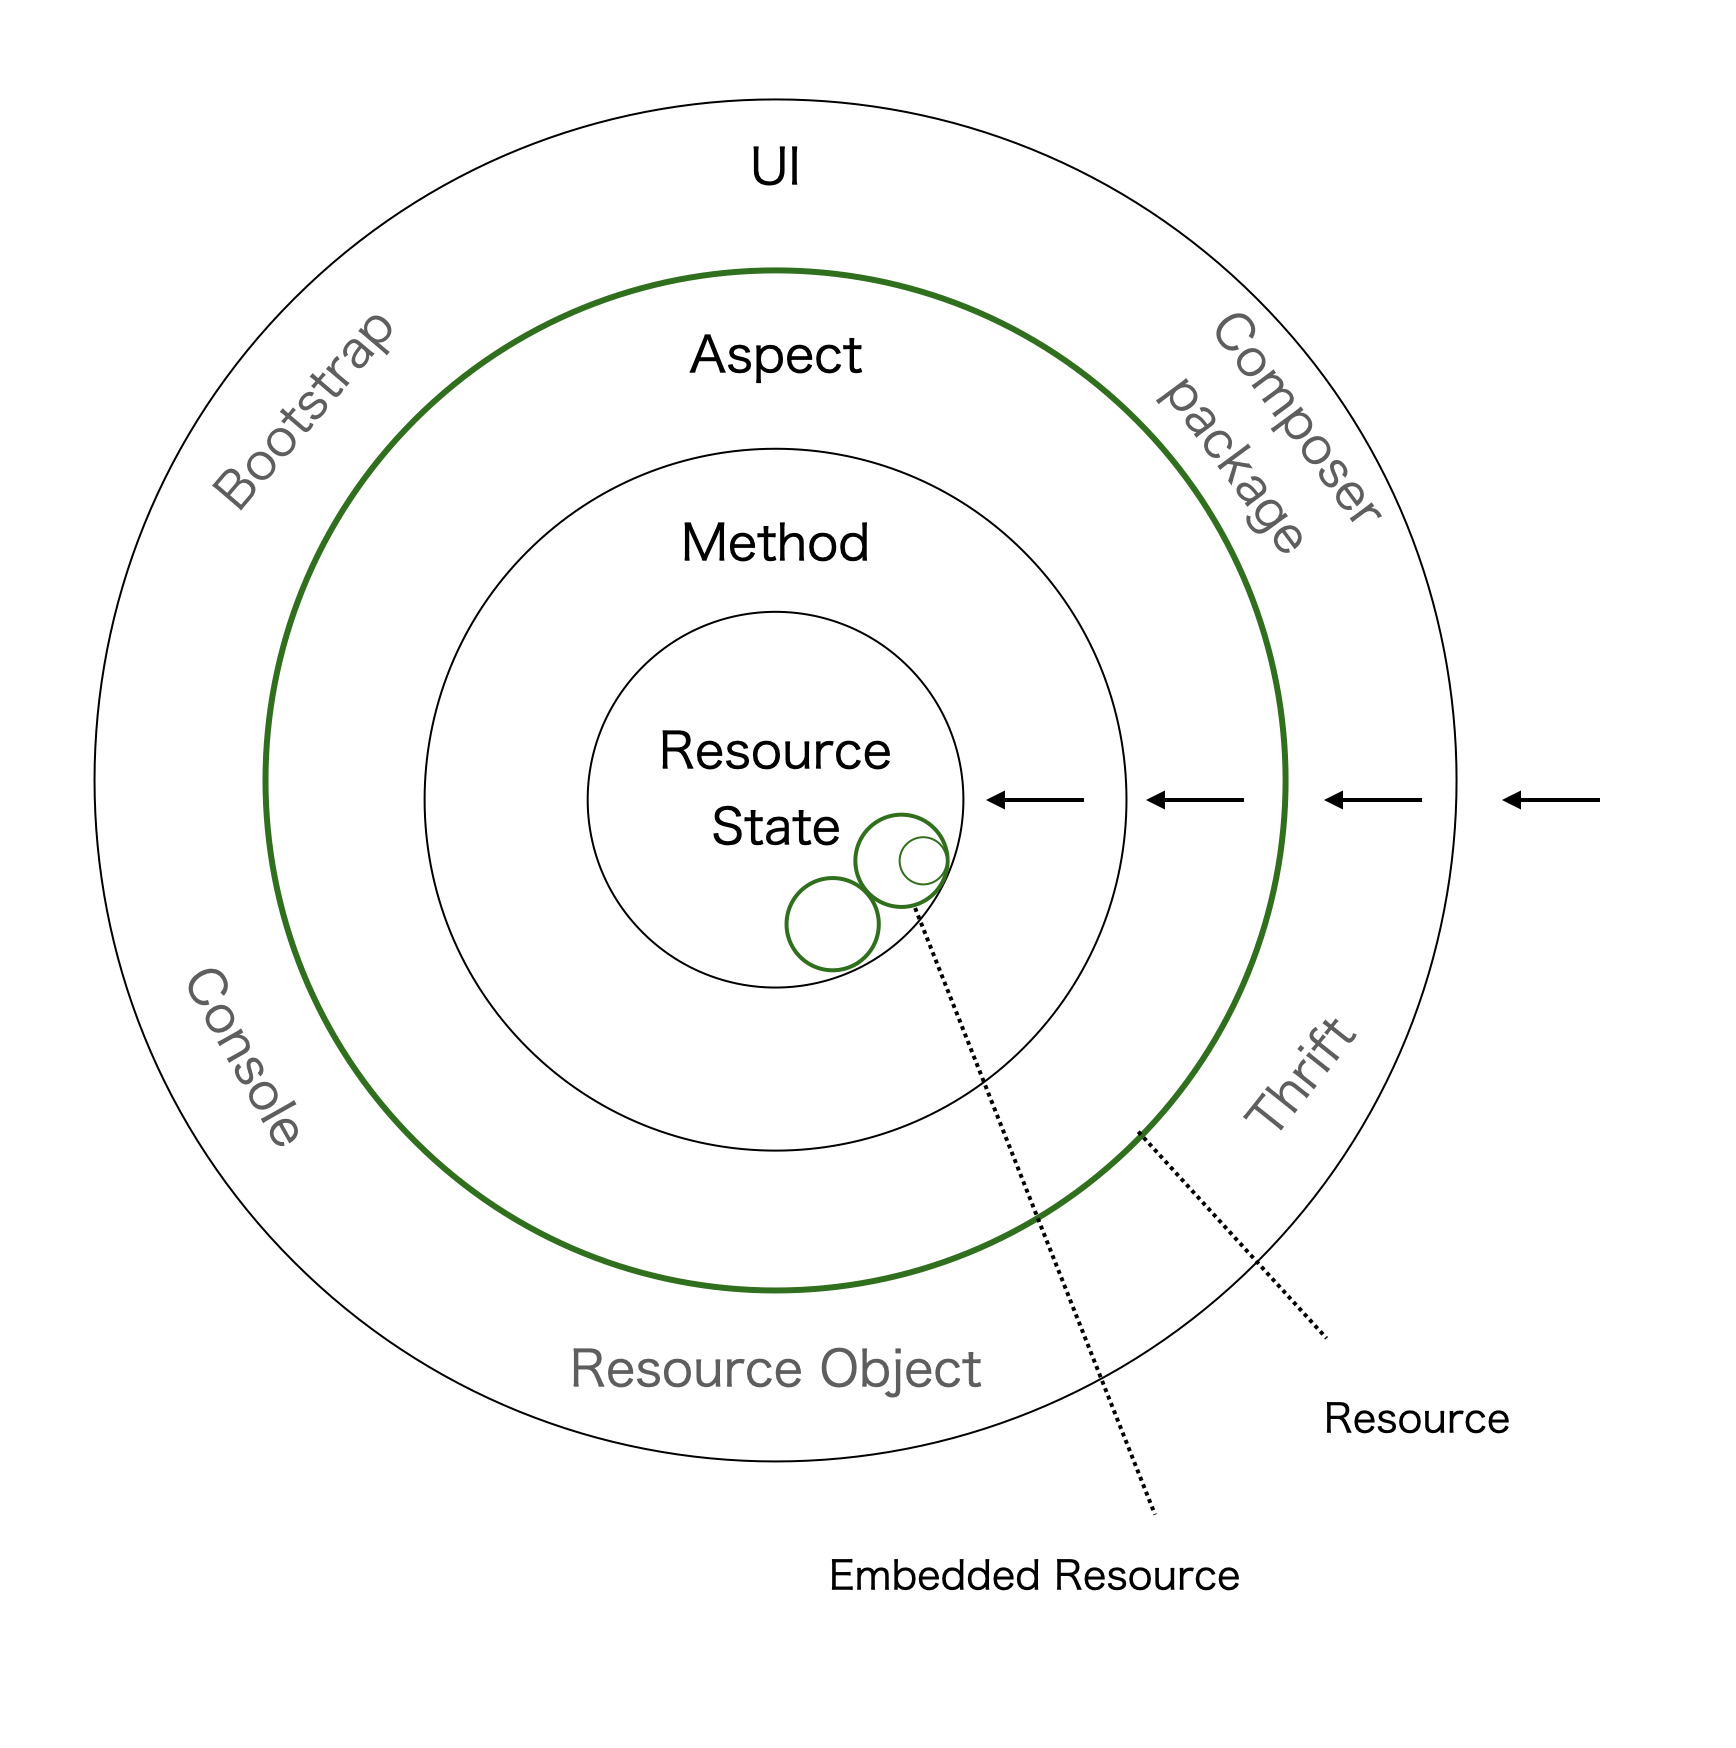 UI
Aspect
Bootstrap
Composer
package
Method
Resource
State
Console
Thrift
Resource Object
Resource
Embedded Resource